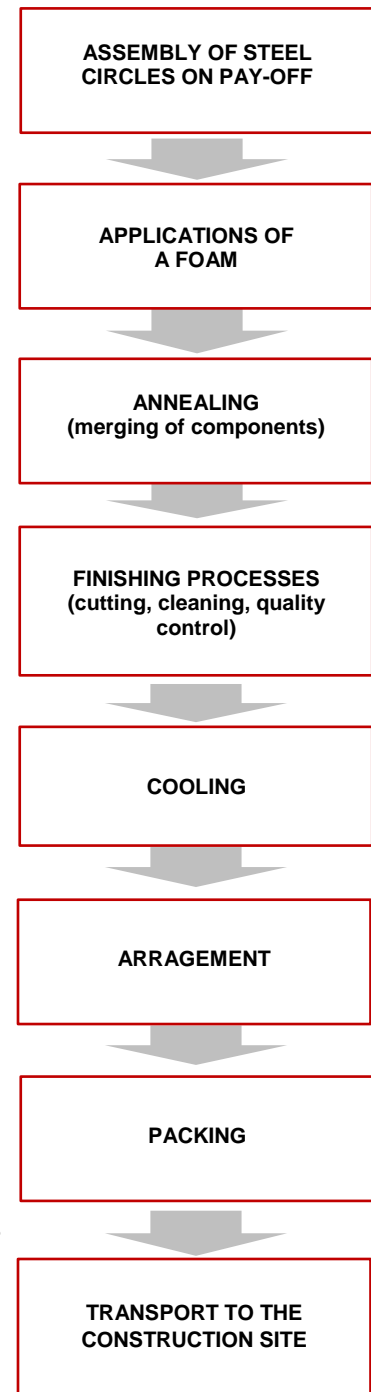 ASSEMBLY OF STEEL
CIRCLES ON PAY-OFF
APPLICATIONS OF
A FOAM
ANNEALING
(merging of components)
FINISHING PROCESSES
(cutting, cleaning, quality
control)
COOLING
ARRAGEMENT
PACKING
TRANSPORT TO THE
CONSTRUCTION SITE